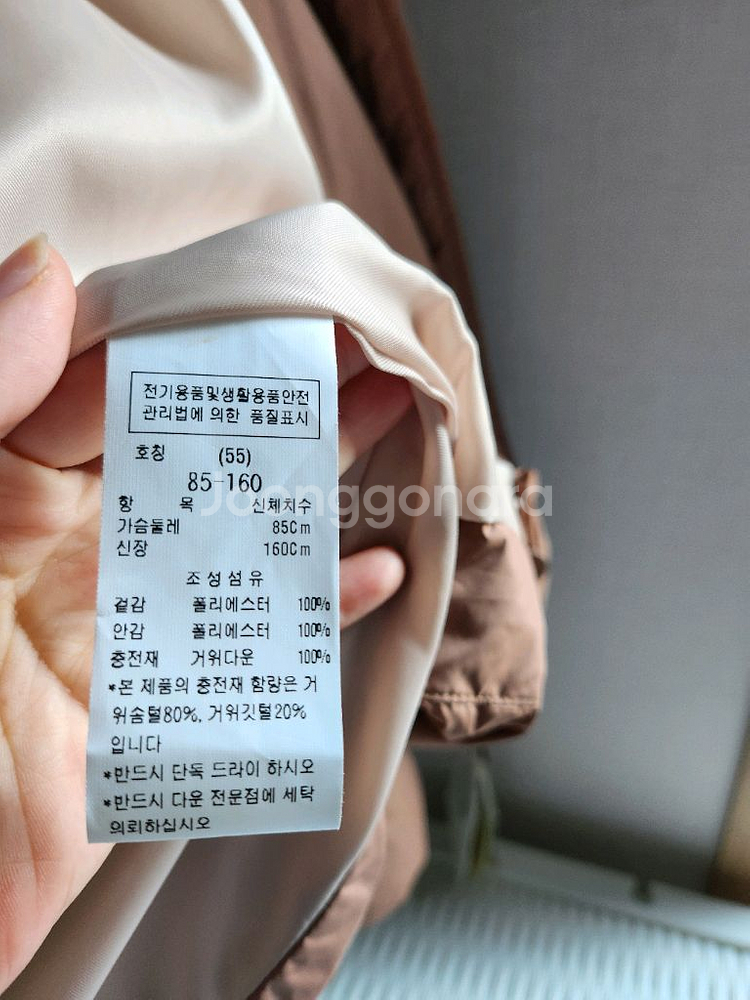 전기용품및생활용품안전
관리법에 의한 품질표시
호칭 (55)
85-160
항 목 신체치수
가슴둘레 85Cm
신장 160Cm
조성섬유
겉감 폴리에스터 100%
안감 폴리에스터 100%
충전재 거위다운 100%
*본 제품의 충전재 함량은 거
위솜털80%, 거위깃털20%
입니다
*반드시 단독 드라이 하시오
*반드시 다운 전문점에 세탁
의뢰하십시오
Joonggonara